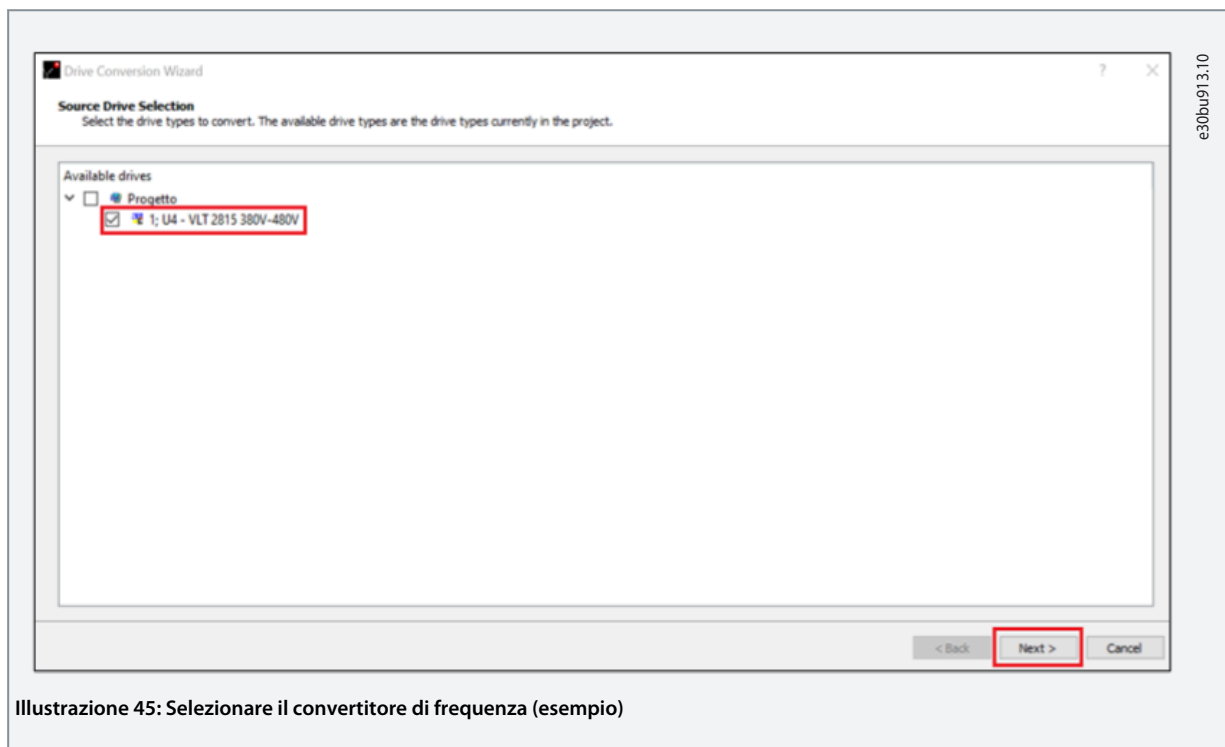 Drive Conversion Wizard
Source Drive Selection
Select the drive types to convert. The available drive types are the drive types currently in the project.
Available drives
Progetto
1; U4 - VLT 2815 380V-480V
< Back
Next >
Cancel
e30bu913.10
Illustrazione 45: Selezionare il convertitore di frequenza (esempio)